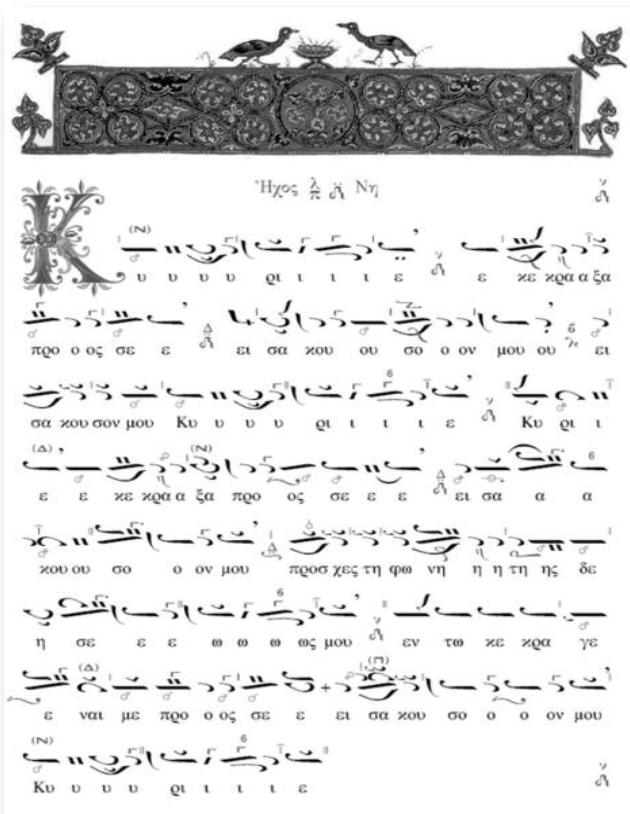 Ἦχος λ π Νη
(Ν)
Κ υ υ υ υ ρι ι ι ι ε ε κε κρα α ξα
προ ο ος σε ε ει σα κου ου σο ο ον μου ου ει
σα κου σον μου Κυ υ υ υ ρι ι ι ι ε Κυ ρι ι
(Δ) (Ν)
ε ε κε κρα α ξα προ ος σε ε ε ει σα α α
κου ου σο ο ον μου προσ χες τη φω νη η η τη ης δε
η σε ε ε ω ω ω ως μου εν τω κε κρα γε
(Δ) (Π)
ε ναι με προ ο ος σε ε ει σα κου σο ο ο ον μου
(Ν)
Κυ υ υ υ ρι ι ι ι ε